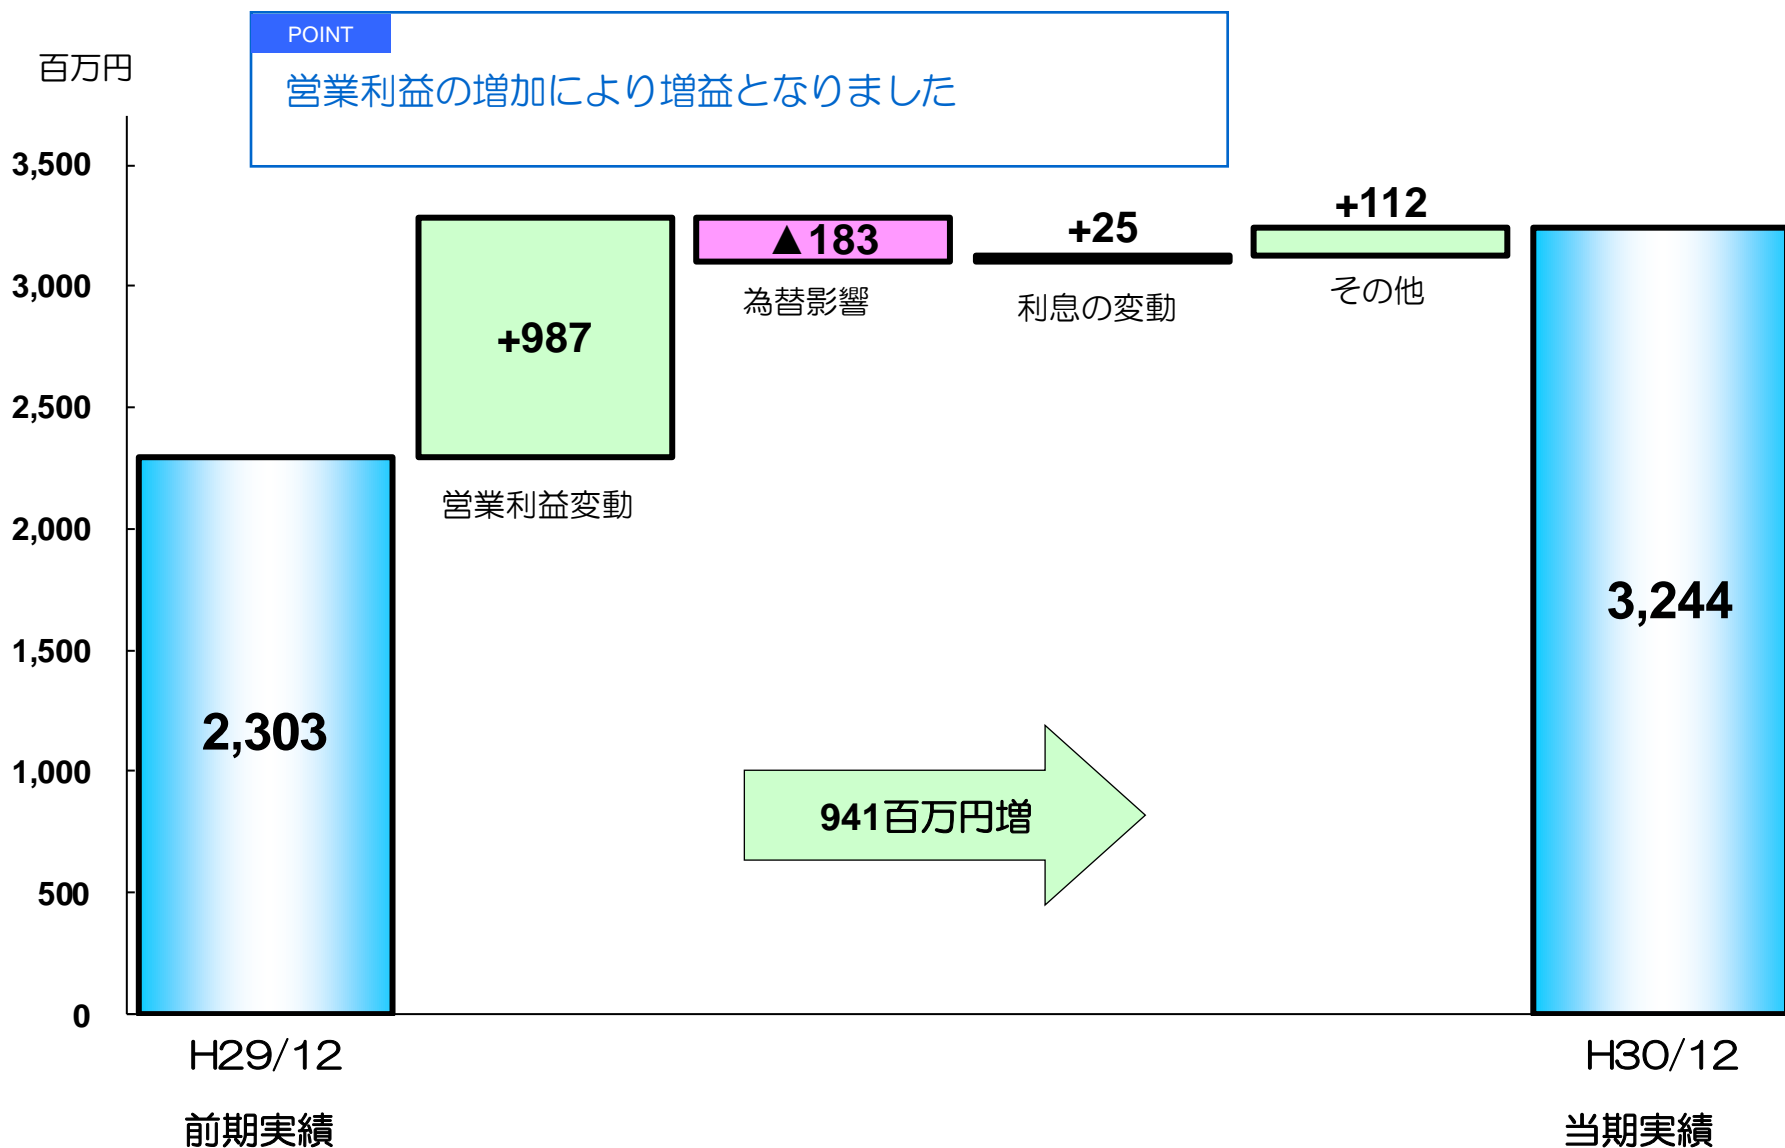 POINT
百万円
営業利益の増加により増益となりました
3,500
3,000
2,500
2,000
1,500
1,000
500
0
+987
営業利益変動
▲183
為替影響
+25
利息の変動
+112
その他
2,303
3,244
941百万円増
H29/12
前期実績
H30/12
当期実績